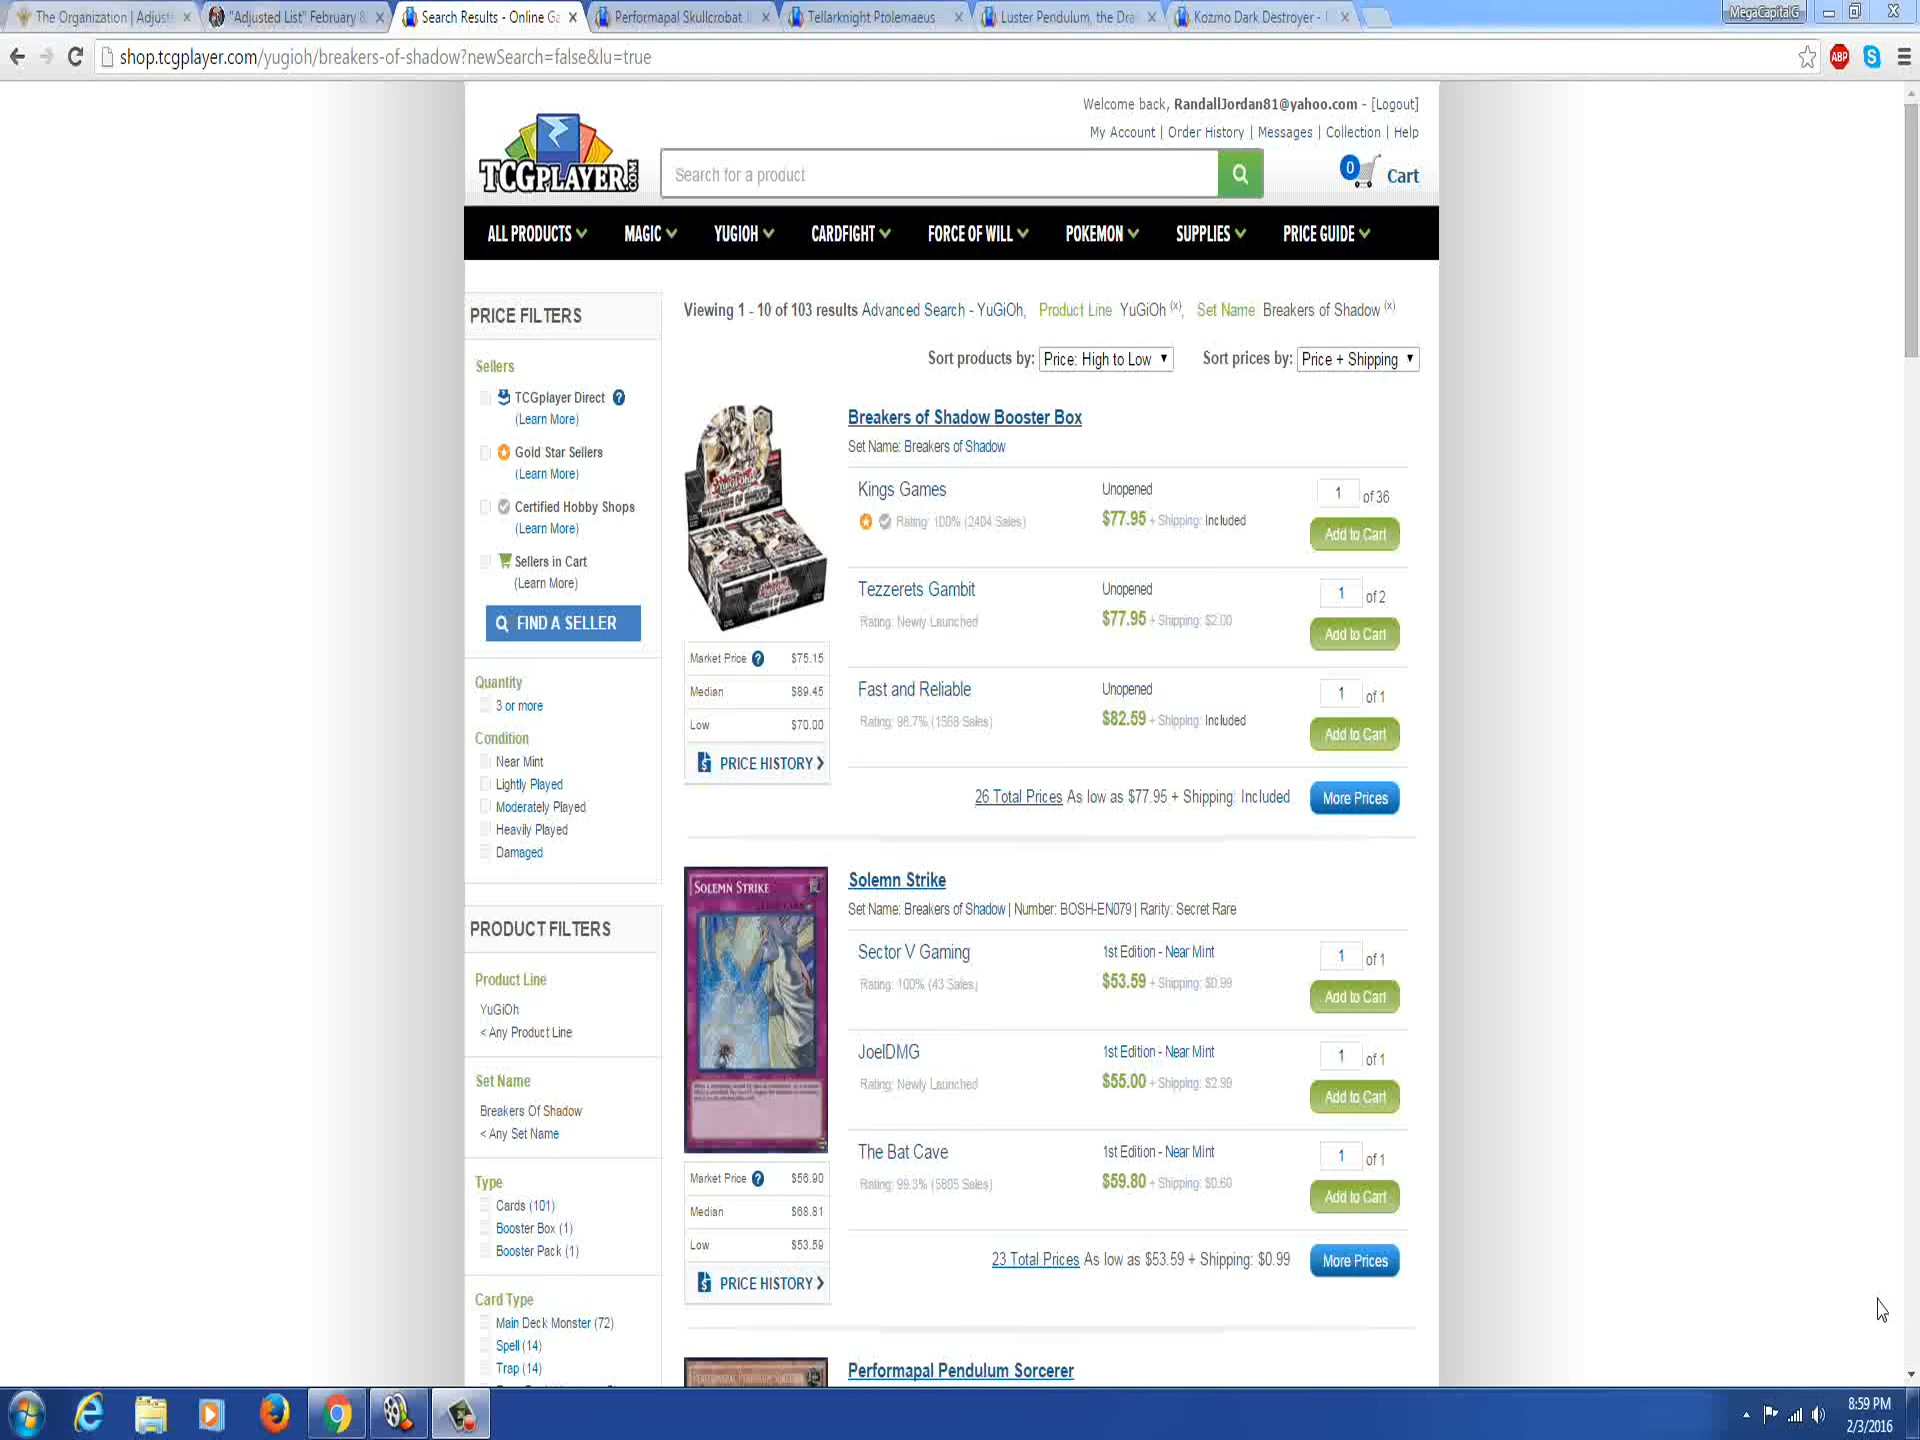 The Organization | Adjust
"Adjusted List" February 8
Search Results - Online Ga
Performapal Skullcrobat
Tellarknight Ptolemaeus
Luster Pendulum, the Dra
Kozmo Dark Destroyer -
MegaCapitalG
shop.tcgplayer.com/yugioh/breakers-of-shadow?newSearch=false&lu=true
ABP
Welcome back, RandallJordan81@yahoo.com - [Logout]
My Account | Order History | Messages | Collection | Help
TCGPLAYER.COM
Search for a product
0 Cart
ALL PRODUCTS
MAGIC
YUGIOH
CARDFIGHT
FORCE OF WILL
POKEMON
SUPPLIES
PRICE GUIDE
PRICE FILTERS
Sellers
TCGplayer Direct ?
(Learn More)
Gold Star Sellers
(Learn More)
Certified Hobby Shops
(Learn More)
Sellers in Cart
(Learn More)
FIND A SELLER
Quantity
3 or more
Condition
Near Mint
Lightly Played
Moderately Played
Heavily Played
Damaged
PRODUCT FILTERS
Product Line
YuGiOh
< Any Product Line
Set Name
Breakers Of Shadow
< Any Set Name
Type
Cards (101)
Booster Box (1)
Booster Pack (1)
Card Type
Main Deck Monster (72)
Spell (14)
Trap (14)
Viewing 1 - 10 of 103 results Advanced Search - YuGiOh, Product Line YuGiOh (x), Set Name Breakers of Shadow (x)
Sort products by: Price: High to Low
Sort prices by: Price + Shipping
Breakers of Shadow Booster Box
Set Name: Breakers of Shadow
Kings Games
Unopened
1 of 36
Rating: 100% (2404 Sales)
$77.95 + Shipping: Included
Add to Cart
Tezzerets Gambit
Unopened
1 of 2
Rating: Newly Launched
$77.95 + Shipping: $2.00
Add to Cart
Fast and Reliable
Unopened
1 of 1
Rating: 98.7% (1568 Sales)
$82.59 + Shipping: Included
Add to Cart
Market Price ? $75.15
Median $89.45
Low $70.00
PRICE HISTORY
26 Total Prices As low as $77.95 + Shipping: Included
More Prices
SOLEMN STRIKE
Solemn Strike
Set Name: Breakers of Shadow | Number: BOSH-EN079 | Rarity: Secret Rare
Sector V Gaming
1st Edition - Near Mint
1 of 1
Rating: 100% (43 Sales)
$53.59 + Shipping: $0.99
Add to Cart
JoelDMG
1st Edition - Near Mint
1 of 1
Rating: Newly Launched
$55.00 + Shipping: $2.99
Add to Cart
The Bat Cave
1st Edition - Near Mint
1 of 1
Rating: 99.3% (5805 Sales)
$59.80 + Shipping: $0.60
Add to Cart
Market Price ? $56.90
Median $68.81
Low $53.59
PRICE HISTORY
23 Total Prices As low as $53.59 + Shipping: $0.99
More Prices
PERFORMAPAL PENDULUM SORCERER
Performapal Pendulum Sorcerer
8:59 PM
2/3/2016